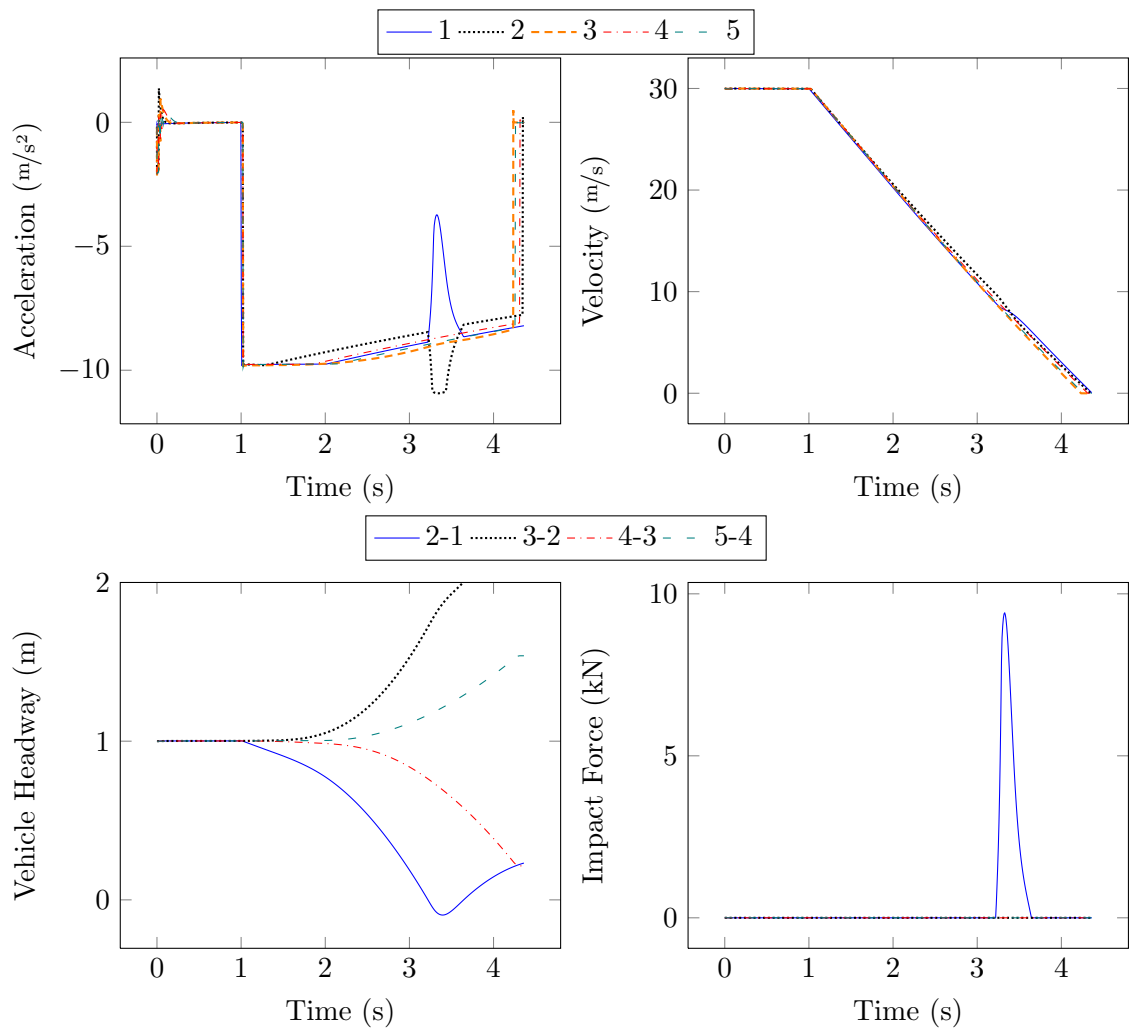 1 2 3 4 5
Acceleration (m/s²)
0
−5
−10
0 1 2 3 4
Time (s)
Velocity (m/s)
30
20
10
0
0 1 2 3 4
Time (s)
2-1 3-2 4-3 5-4
Vehicle Headway (m)
2
1
0
0 1 2 3 4
Time (s)
Impact Force (kN)
10
5
0
0 1 2 3 4
Time (s)